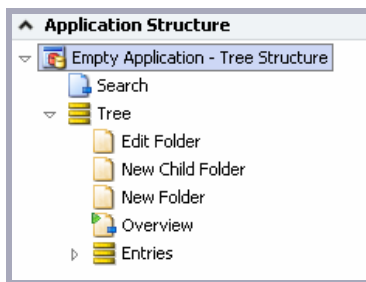 Application Structure
Empty Application - Tree Structure
Search
Tree
Edit Folder
New Child Folder
New Folder
Overview
Entries